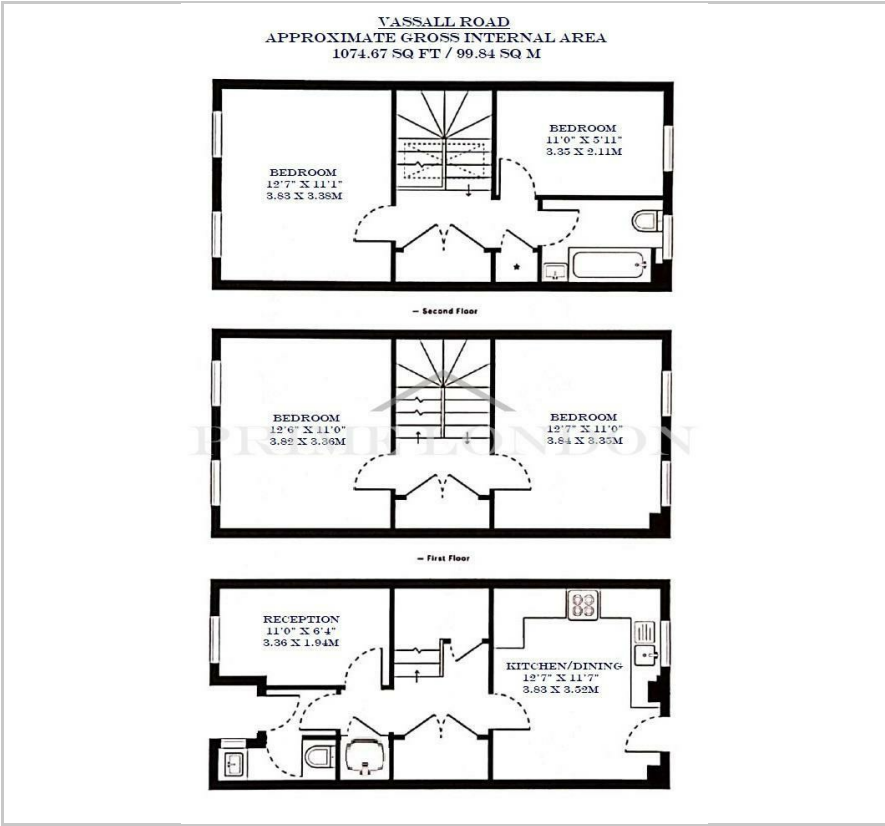 VASSALL ROAD
APPROXIMATE GROSS INTERNAL AREA
1074.67 SQ FT / 99.84 SQ M
BEDROOM
12'7" X 11'1"
3.83 X 3.38M
BEDROOM
11'0" X 5'11"
3.35 X 2.11M
– Second Floor
BEDROOM
12'6" X 11'0"
3.82 X 3.36M
BEDROOM
12'7" X 11'0"
3.84 X 3.35M
PRIME LONDON
– First Floor
RECEPTION
11'0" X 6'4"
3.36 X 1.94M
KITCHEN/DINING
12'7" X 11'7"
3.83 X 3.52M